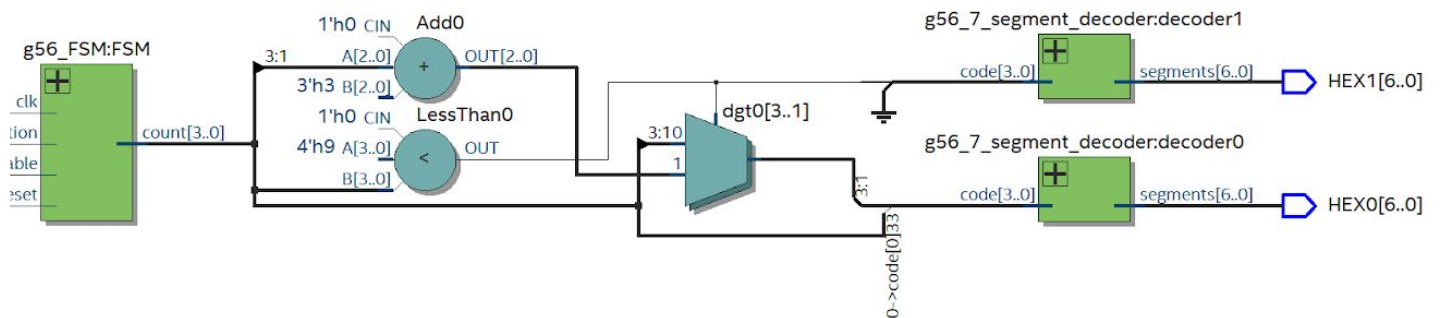 g56_FSM:FSM
clk
tion
able
eset
count[3..0]
3:1
1'h0 CIN
Add0
A[2..0]
OUT[2..0]
3'h3 B[2..0]
LessThan0
1'h0 CIN
4'h9 A[3..0]
OUT
B[3..0]
3:10
1
dgt0[3..1]
3:1
0->code[0]33
g56_7_segment_decoder:decoder1
code[3..0]
segments[6..0]
HEX1[6..0]
g56_7_segment_decoder:decoder0
code[3..0]
segments[6..0]
HEX0[6..0]